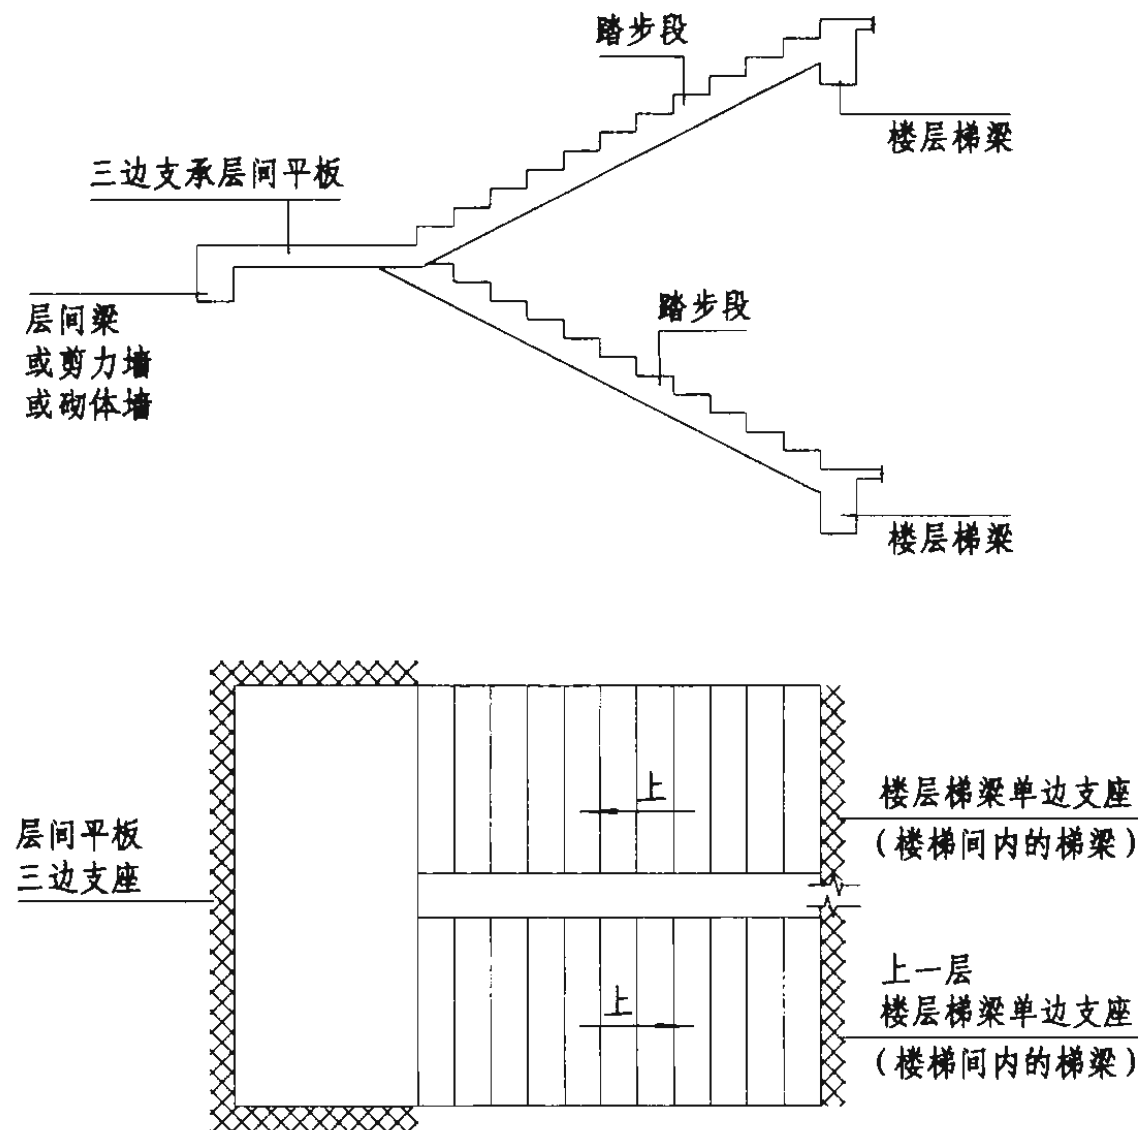 踏步段
楼层梯梁
三边支承层间平板
层间梁
或剪力墙
或砌体墙
踏步段
楼层梯梁
上
楼层梯梁单边支座
(楼梯间内的梯梁)
层间平板
三边支座
上
上一层
楼层梯梁单边支座
(楼梯间内的梯梁)